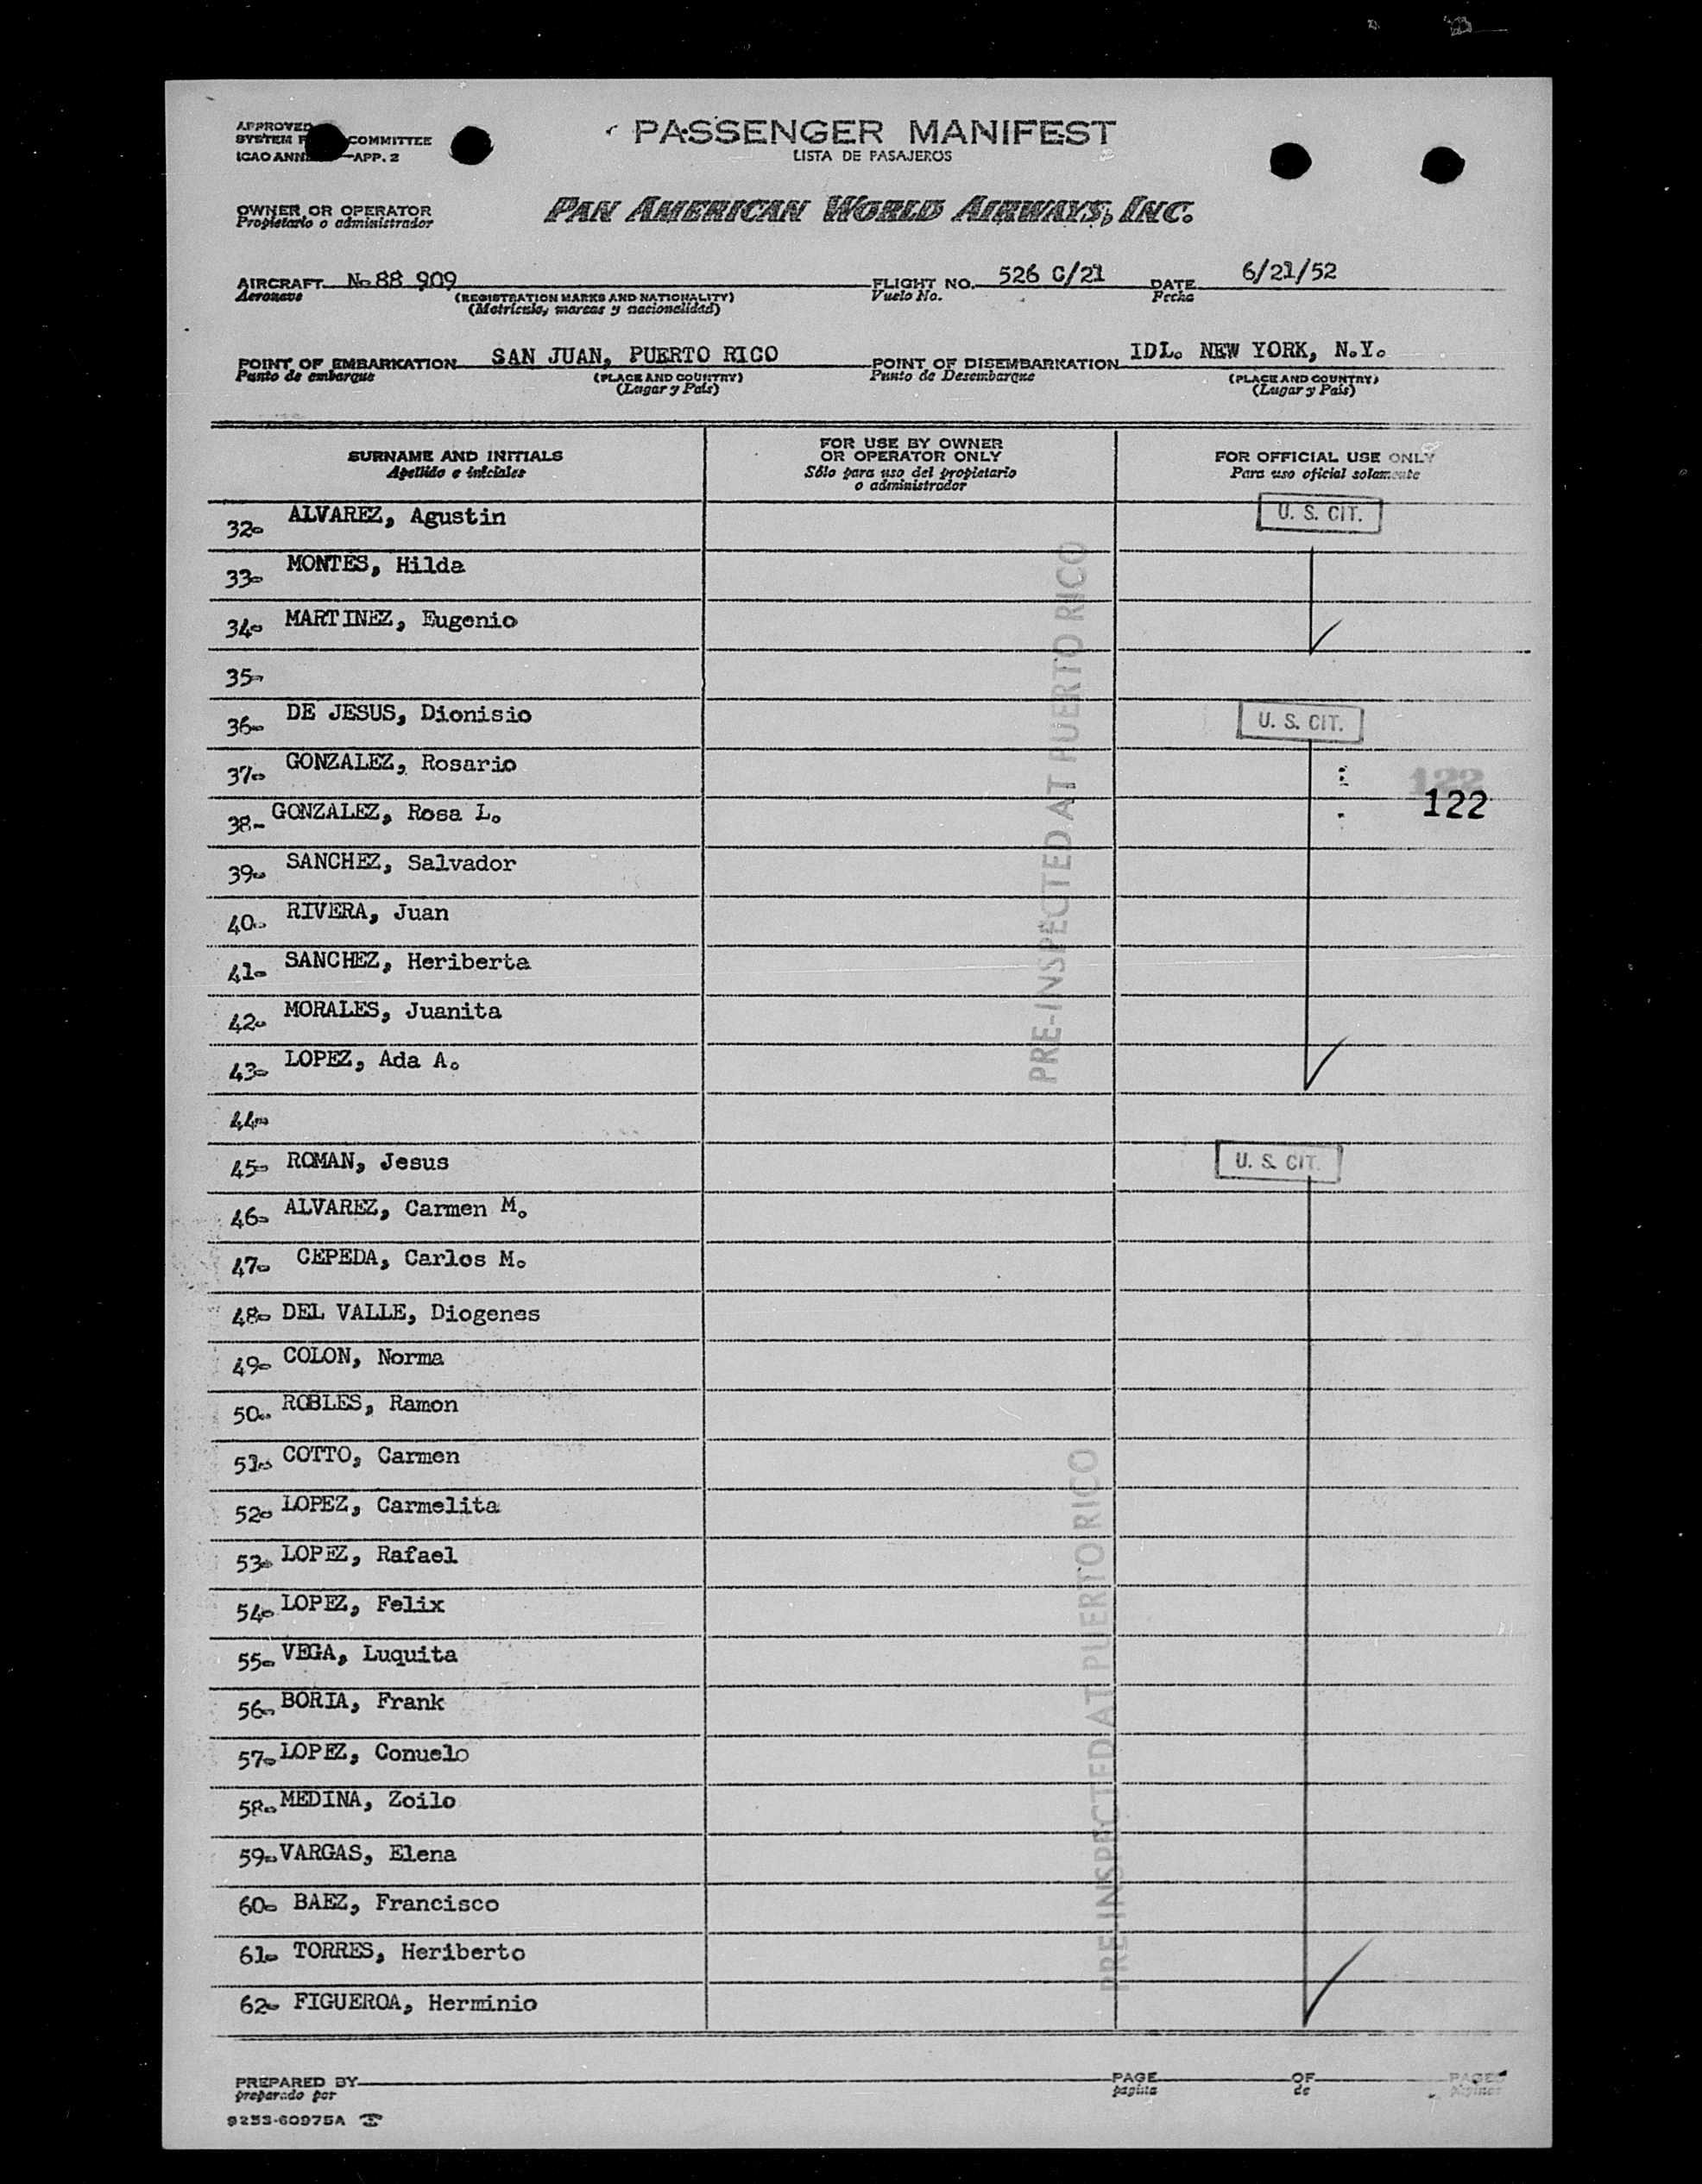 PASSENGER MANIFEST
LISTA DE PASAJEROS
APPROVED
SYSTEM COMMITTEE
ICAO APP. 2
OWNER OR OPERATOR
Propietario o administrador
PAN AMERICAN WORLD AIRWAYS, INC.
AIRCRAFT N-88 909 FLIGHT NO. 526 C/21 DATE 6/21/52
Aeronave (REGISTRATION MARKS AND NATIONALITY) Vuelo No. Fecha
(Matrícula, marcas y nacionalidad)
POINT OF EMBARKATION SAN JUAN, PUERTO RICO POINT OF DISEMBARKATION IDL. NEW YORK, N.Y.
Punto de embarque (PLACE AND COUNTRY) Punto de Desembarque (PLACE AND COUNTRY)
(Lugar y País) (Lugar y País)
SURNAME AND INITIALS
Apellido e iniciales
FOR USE BY OWNER
OR OPERATOR ONLY
Sólo para uso del propietario
o administrador
FOR OFFICIAL USE ONLY
Para uso oficial solamente
32- ALVAREZ, Agustin U. S. CIT.
33- MONTES, Hilda
34- MARTINEZ, Eugenio
35-
36- DE JESUS, Dionisio U. S. CIT.
37- GONZALEZ, Rosario 122
38- GONZALEZ, Rosa L. 122
39- SANCHEZ, Salvador
40- RIVERA, Juan
41- SANCHEZ, Heriberta
42- MORALES, Juanita
43- LOPEZ, Ada A.
PRE-INSPECTED AT PUERTO RICO
44-
45- ROMAN, Jesus U. S. CIT.
46- ALVAREZ, Carmen M.
47- CEPEDA, Carlos M.
48- DEL VALLE, Diogenes
49- COLON, Norma
50- ROBLES, Ramon
51- COTTO, Carmen
52- LOPEZ, Carmelita
53- LOPEZ, Rafael
54- LOPEZ, Felix
55- VEGA, Luquita
56- BORIA, Frank
57- LOPEZ, Conuelo
58- MEDINA, Zoilo
59- VARGAS, Elena
60- BAEZ, Francisco
61- TORRES, Heriberto
62- FIGUEROA, Herminio
PRE-INSPECTED AT PUERTO RICO
PREPARED BY PAGE OF PAGES
preparado por página de páginas
9253-60975A